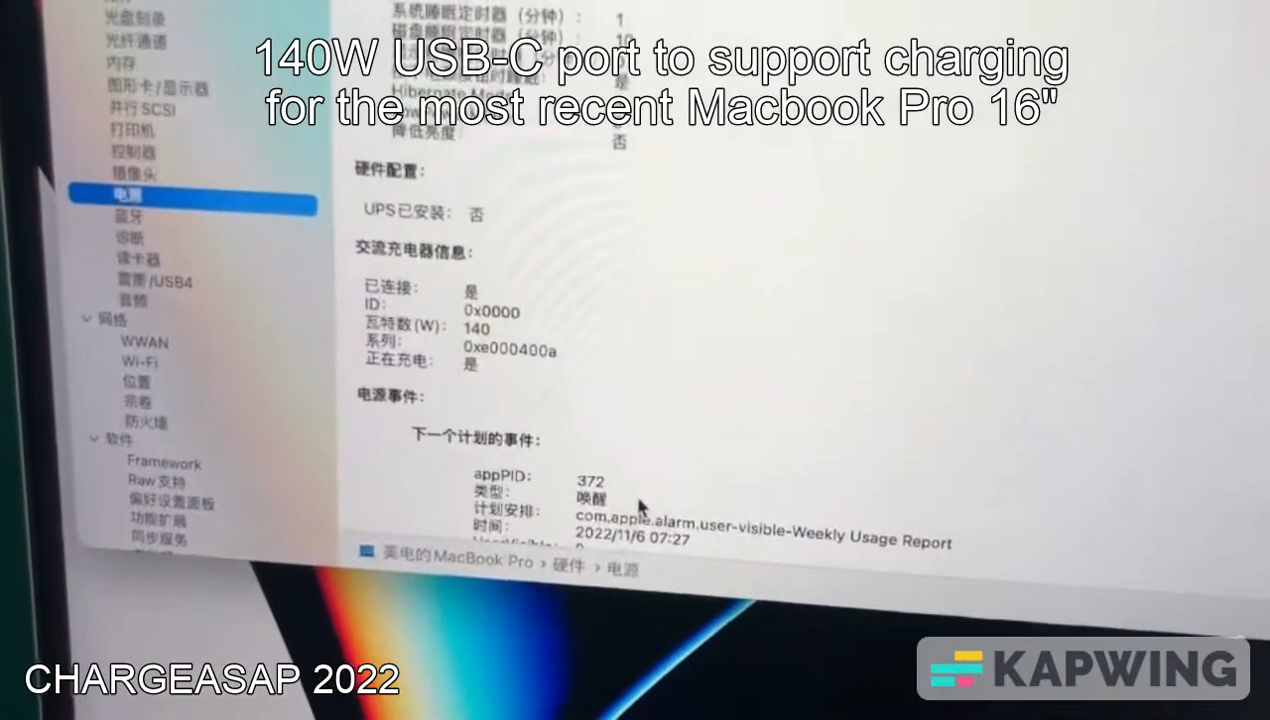 140W USB-C port to support charging
for the most recent Macbook Pro 16"
光盘刻录
光纤通道
内存
图形卡/显示器
并行SCSI
打印机
控制器
摄像头
电源
蓝牙
诊断
读卡器
雷雳/USB4
音频
网络
WWAN
Wi-Fi
位置
宗卷
防火墙
软件
Framework
Raw支持
偏好设置面板
功能扩展
同步服务
系统睡眠定时器（分钟）： 1
磁盘睡眠定时器（分钟）： 10
是
Hibernate Mode
降低亮度： 否
硬件配置：
UPS已安装： 否
交流充电器信息：
已连接： 是
ID： 0x0000
瓦特数(W)： 140
系列： 0xe000400a
正在充电： 是
电源事件：
下一个计划的事件：
appPID： 372
类型： 唤醒
计划安排： com.apple.alarm.user-visible-Weekly Usage Report
时间： 2022/11/6 07:27
的MacBook Pro › 硬件 › 电源
CHARGEASAP 2022
KAPWING